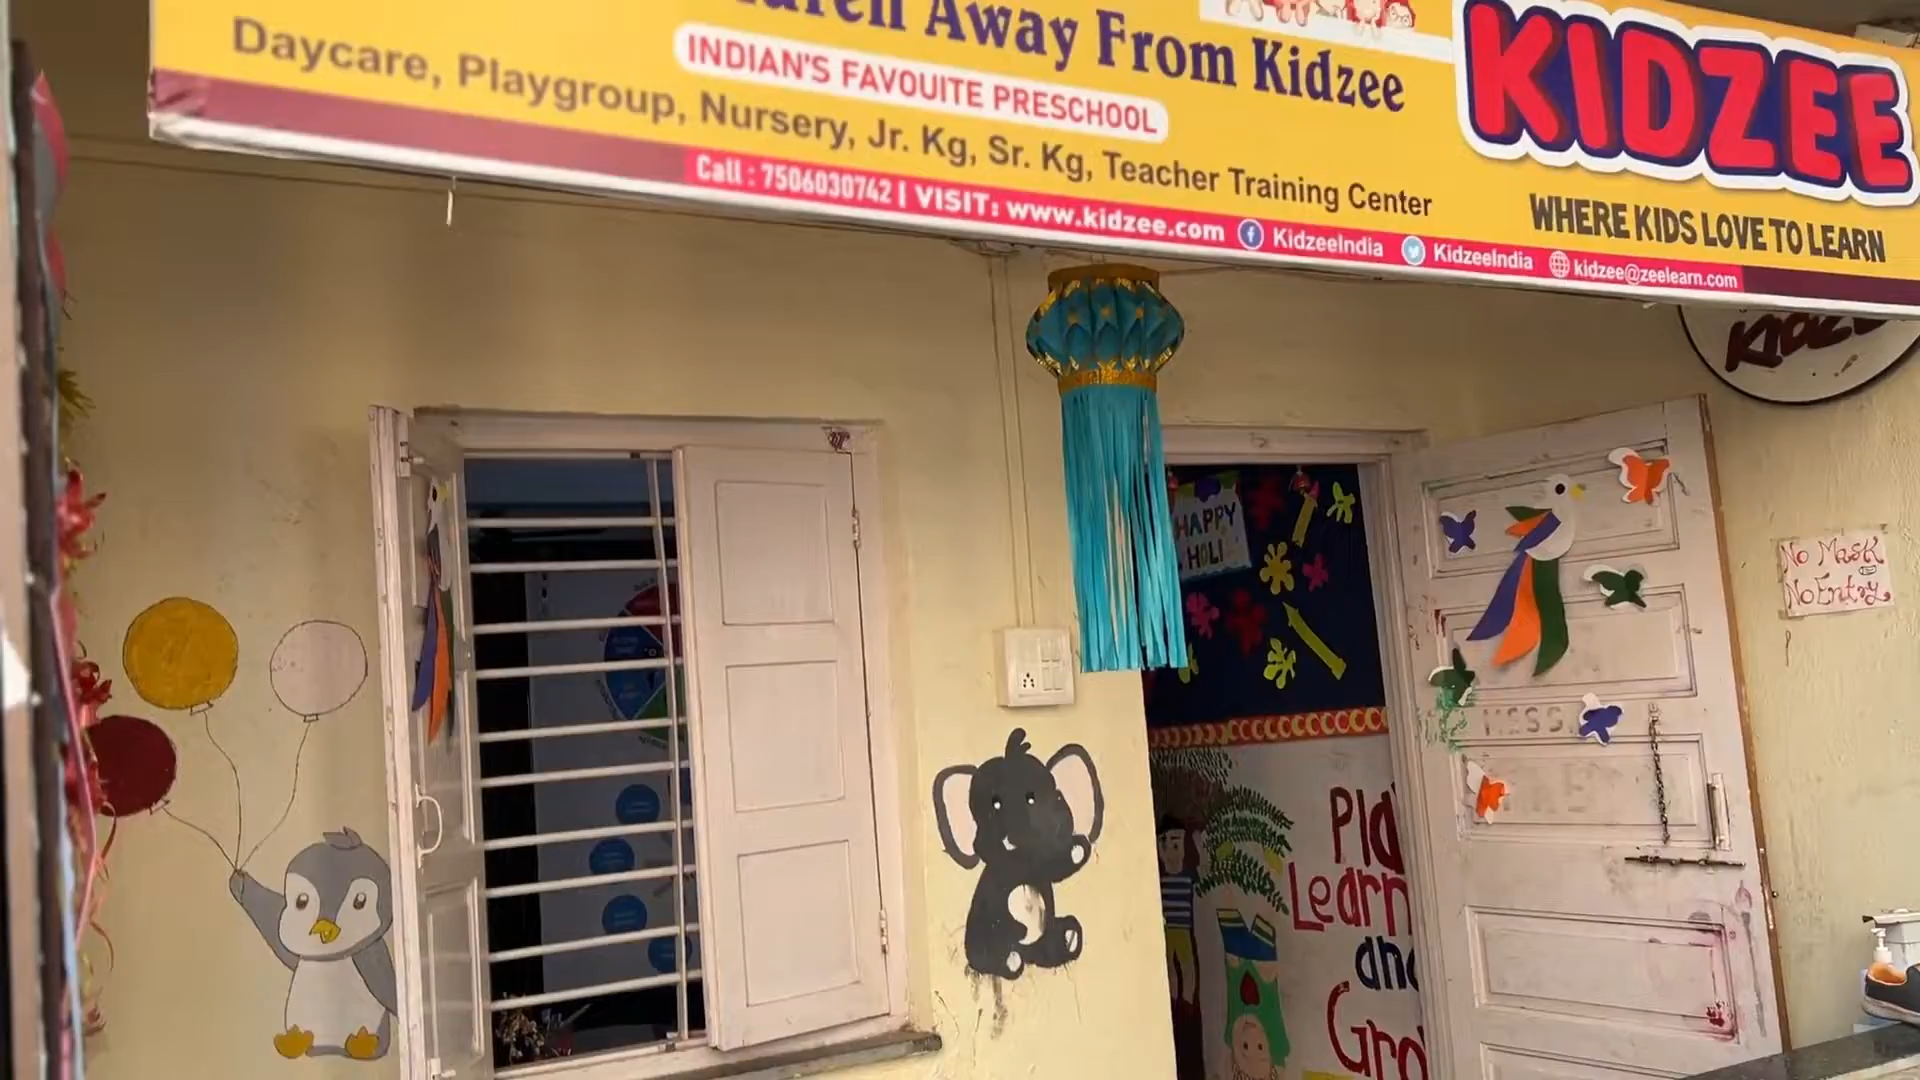 Away From Kidzee
INDIAN'S FAVOUITE PRESCHOOL
Daycare, Playgroup, Nursery, Jr. Kg, Sr. Kg, Teacher Training Center
Call : 7506030742 | VISIT: www.kidzee.com KidzeeIndia KidzeeIndia kidzee@zeelearn.com
KIDZEE
WHERE KIDS LOVE TO LEARN
HAPPY
HOLI
No Mask
No Entry
Learn
and